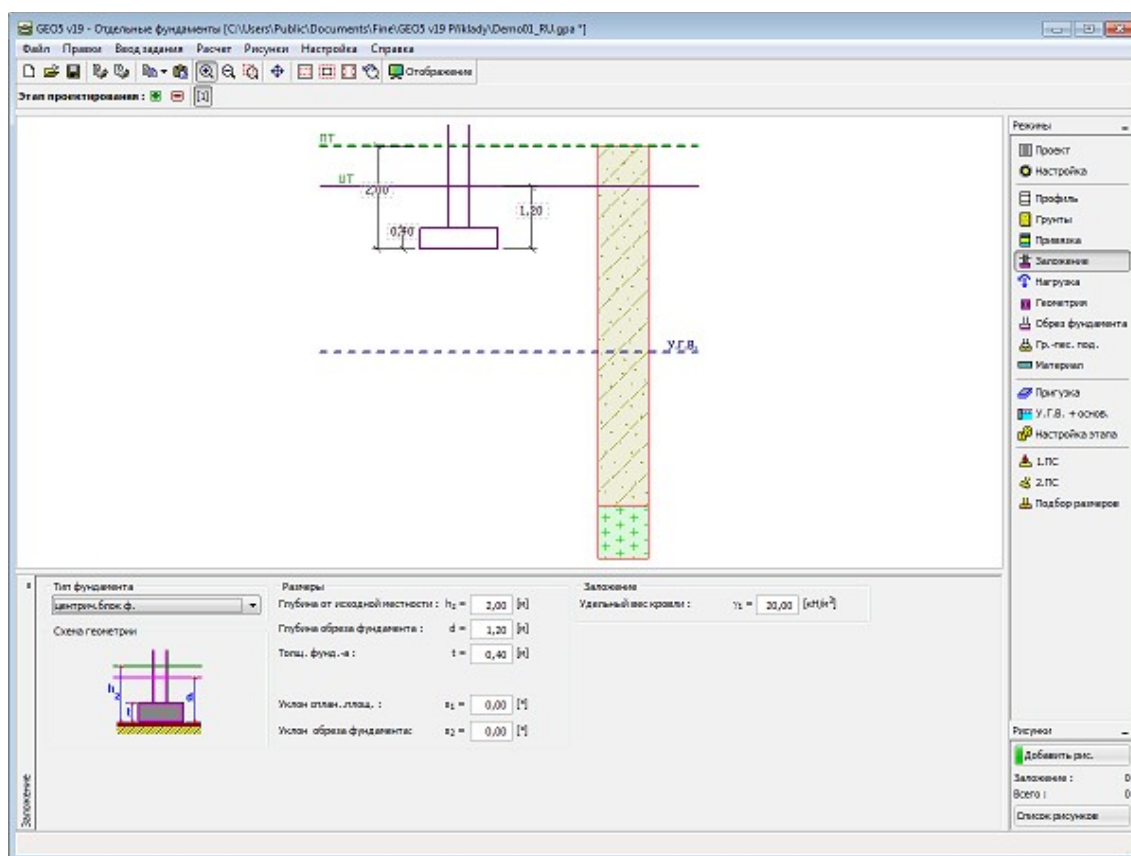 GEO5 v19 - Отдельные фундаменты [C:\Users\Public\Documents\Fine\GEO5 v19 Příklady\Demo01_RU.gpa *]
Файл Правки Ввод задания Расчет Рисунки Настройка Справка
Отображение
Этап проектирования : [1]
ПТ
УТ
2,00
0,40
1,20
У.Г.В.
Режимы
Проект
Настройка
Профиль
Грунты
Привязка
Заложение
Нагрузка
Геометрия
Обрез фундамента
Гр.-пес. под.
Материал
Пригузка
У.Г.В. + основ.
Настройка этапа
1.ПС
2.ПС
Подбор размеров
Рисунки
Добавить рис.
Заложение : 0
Всего : 0
Список рисунков
Заложение
Тип фундамента
центрич.блок.ф.
Схема геометрии
h
z
t
d
Размеры
Глубина от исходной местности : hz = 2,00 [м]
Глубина обреза фундамента : d = 1,20 [м]
Толщ. фунд.-а : t = 0,40 [м]
Уклон сплан..площ. : s1 = 0,00 [°]
Уклон обреза фундамента: s2 = 0,00 [°]
Заложение
Удельный вес кровли : γ1 = 20,00 [кН/м³]